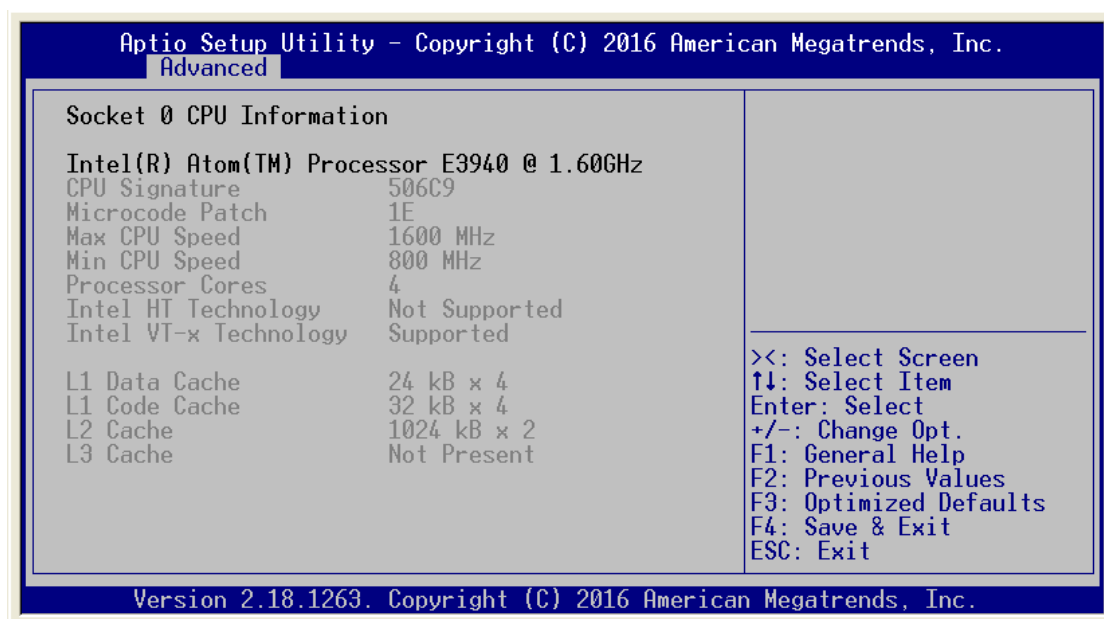 Aptio Setup Utility - Copyright (C) 2016 American Megatrends, Inc.
Advanced
Socket 0 CPU Information
Intel(R) Atom(TM) Processor E3940 @ 1.60GHz
CPU Signature 506C9
Microcode Patch 1E
Max CPU Speed 1600 MHz
Min CPU Speed 800 MHz
Processor Cores 4
Intel HT Technology Not Supported
Intel VT-x Technology Supported
L1 Data Cache 24 kB x 4
L1 Code Cache 32 kB x 4
L2 Cache 1024 kB x 2
L3 Cache Not Present
><: Select Screen
↑↓: Select Item
Enter: Select
+/-: Change Opt.
F1: General Help
F2: Previous Values
F3: Optimized Defaults
F4: Save & Exit
ESC: Exit
Version 2.18.1263. Copyright (C) 2016 American Megatrends, Inc.